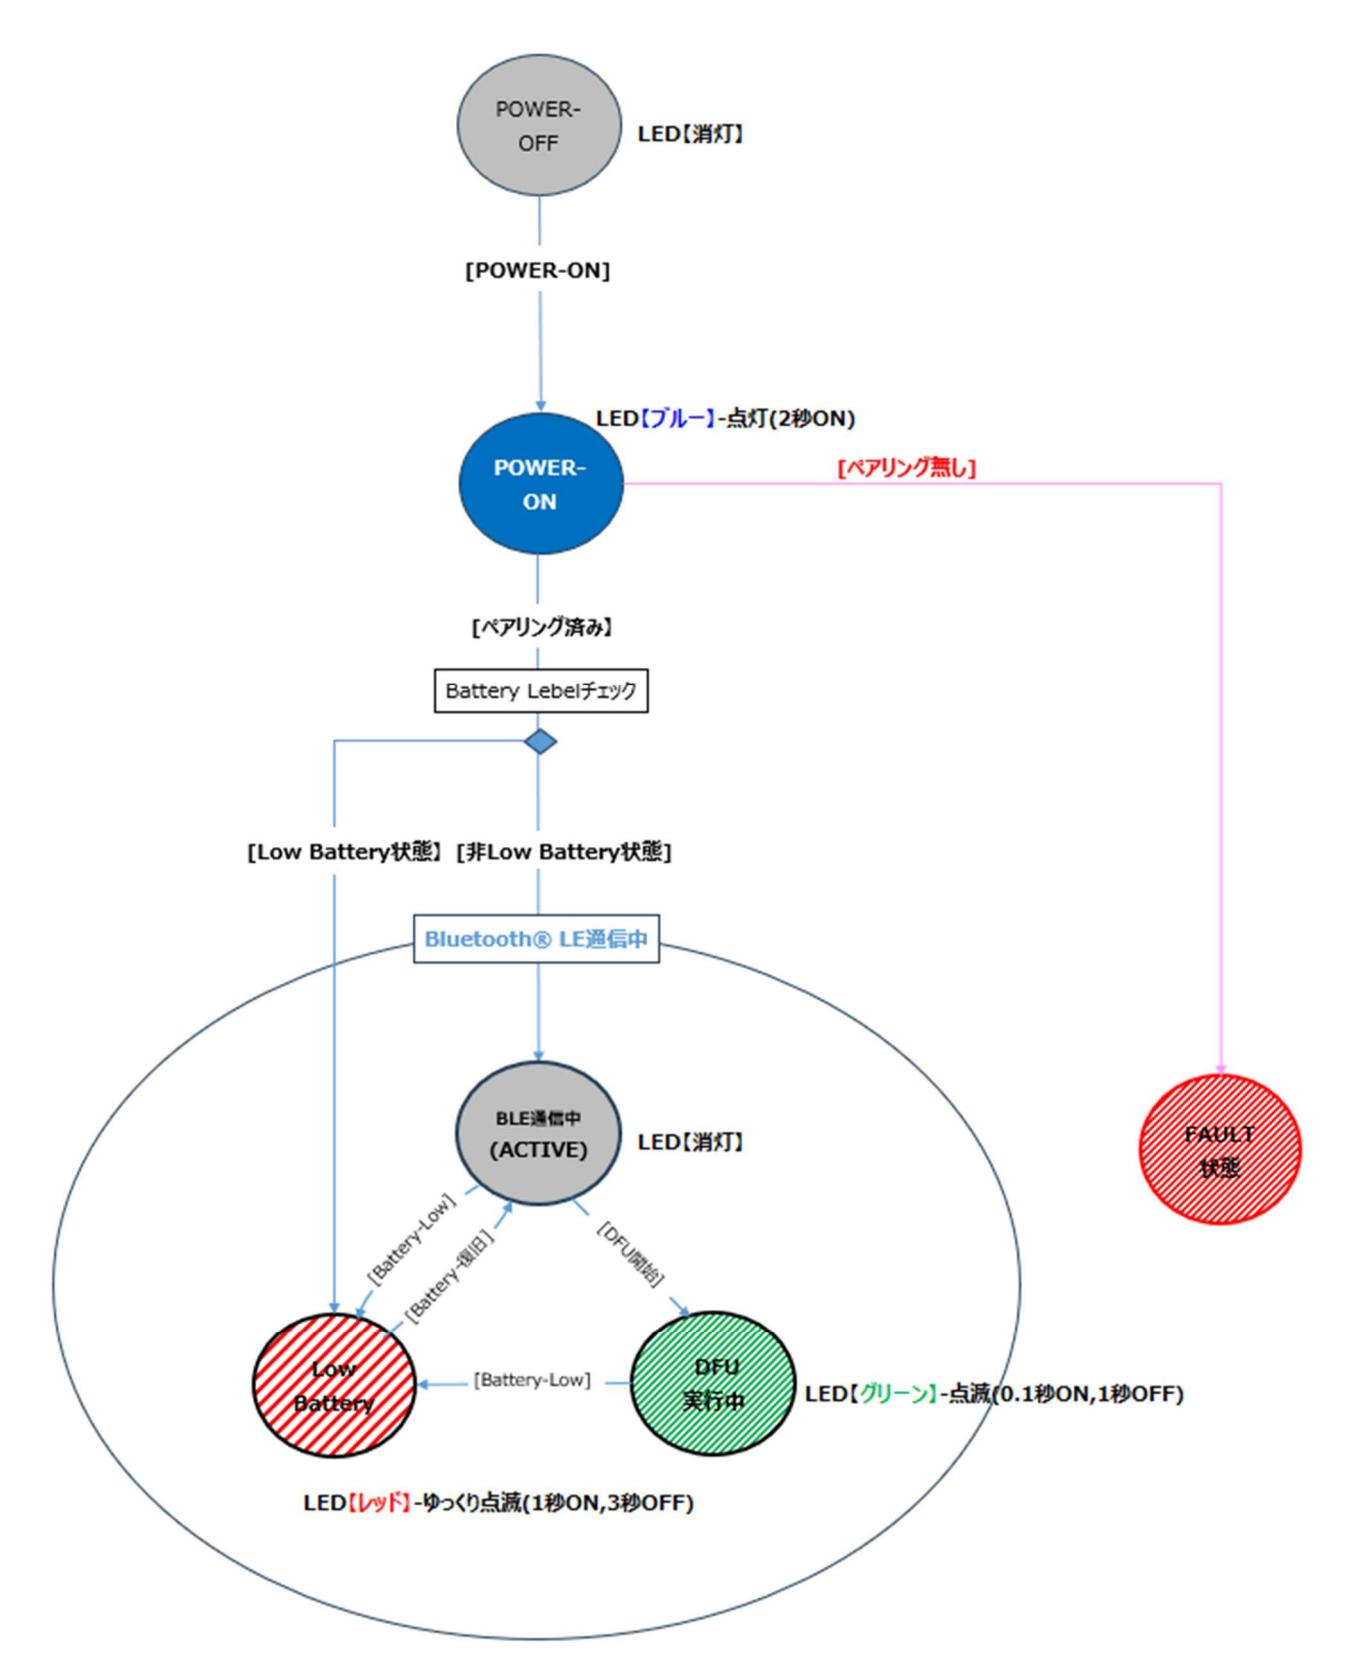 POWER-
OFF
LED【消灯】
[POWER-ON]
LED【ブルー】-点灯(2秒ON)
POWER-
ON
[ペアリング無し]
[ペアリング済み】
Battery Lebelチェック
[Low Battery状態】
[非Low Battery状態]
Bluetooth® LE通信中
BLE通信中
(ACTIVE)
LED【消灯】
FAULT
状態
[Battery-Low]
[Battery-復旧]
[DFU開始]
Low
Battery
[Battery-Low]
DFU
実行中
LED【グリーン】-点滅(0.1秒ON,1秒OFF)
LED【レッド】-ゆっくり点滅(1秒ON,3秒OFF)